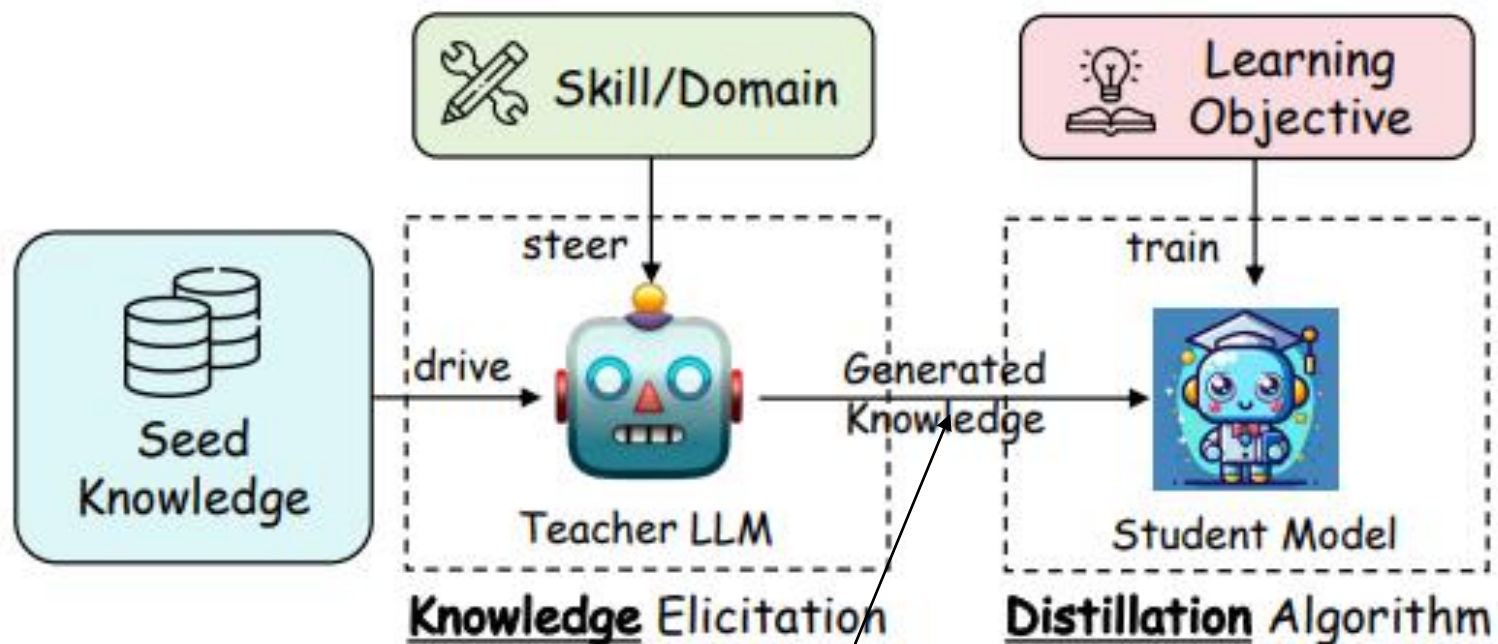 Skill/Domain
Learning
Objective
steer
train
Seed
Knowledge
drive
Generated
Knowledge
Teacher LLM
Student Model
Knowledge Elicitation
Distillation Algorithm